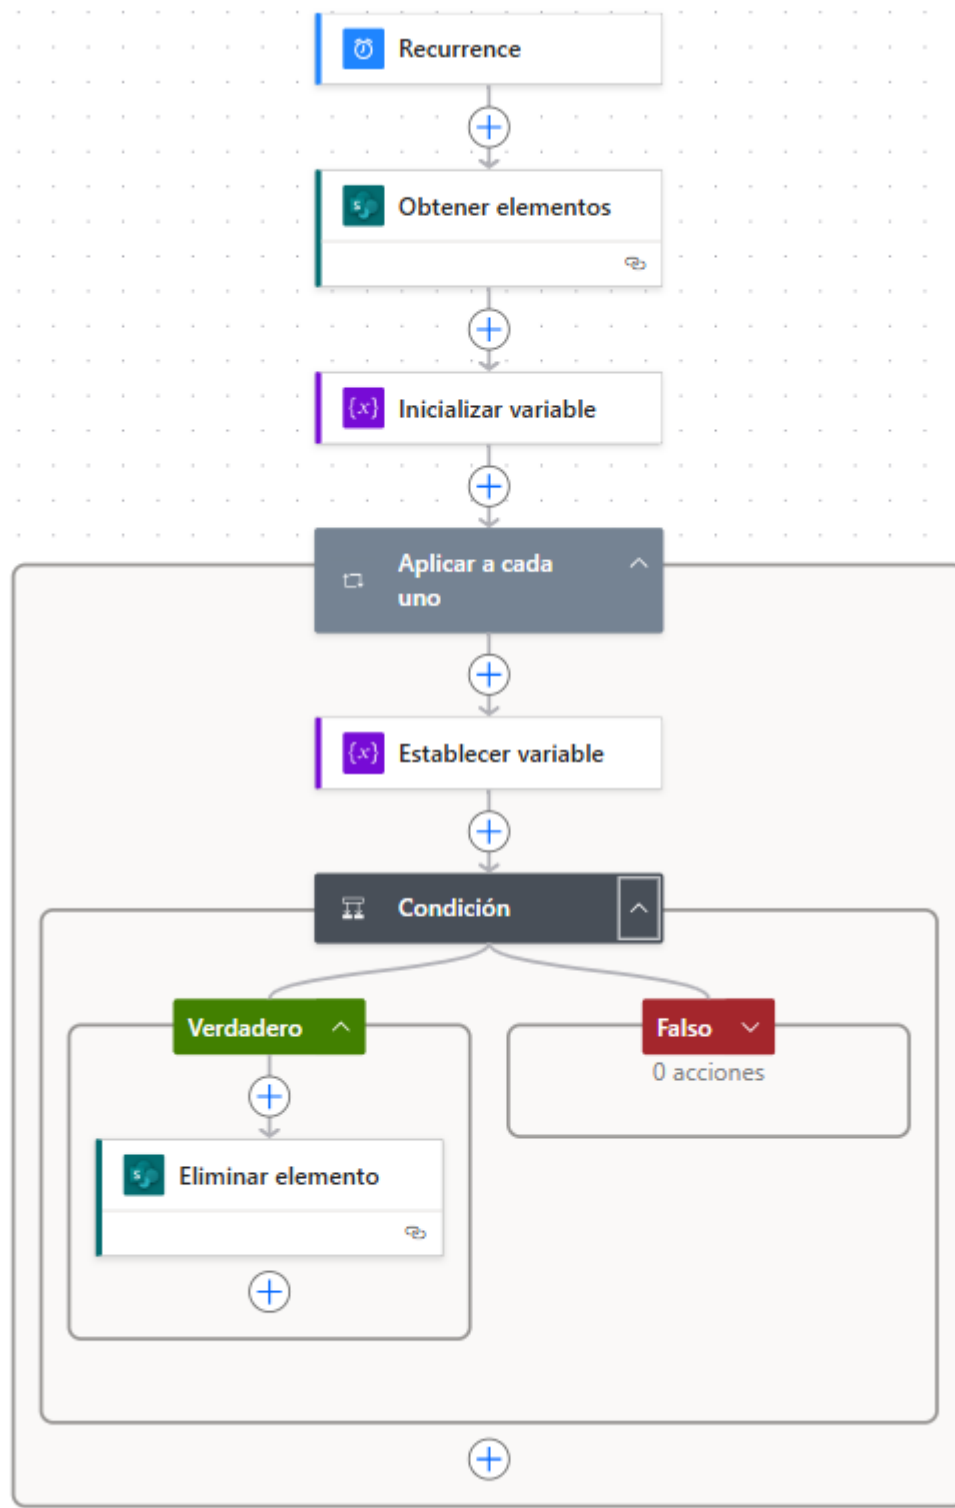 Recurrence
Obtener elementos
Inicializar variable
Aplicar a cada
uno
Establecer variable
Condición
Verdadero
Falso
0 acciones
Eliminar elemento